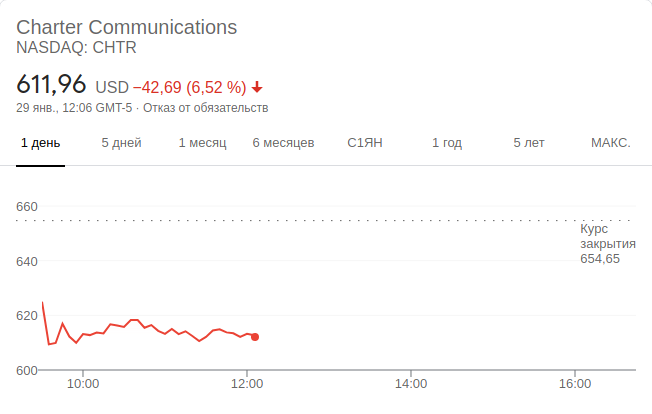 Charter Communications
NASDAQ: CHTR
611,96 USD −42,69 (6,52 %)
29 янв., 12:06 GMT-5 · Отказ от обязательств
1 день 5 дней 1 месяц 6 месяцев С1ЯН 1 год 5 лет МАКС.
660
Курс
закрытия
654,65
640
620
600
10:00 12:00 14:00 16:00